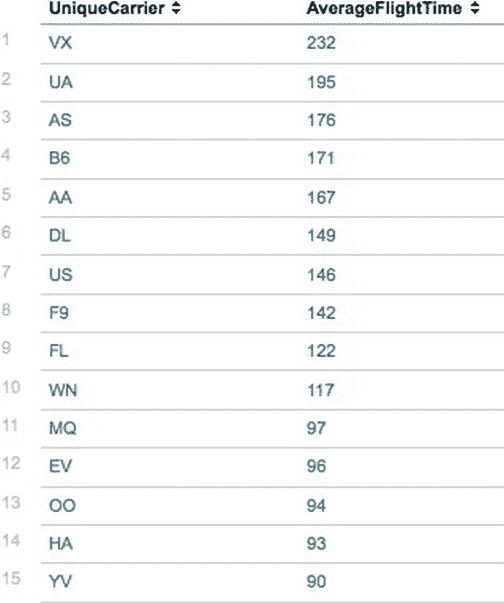 UniqueCarrier AverageFlightTime
1 VX 232
2 UA 195
3 AS 176
4 B6 171
5 AA 167
6 DL 149
7 US 146
8 F9 142
9 FL 122
10 WN 117
11 MQ 97
12 EV 96
13 OO 94
14 HA 93
15 YV 90